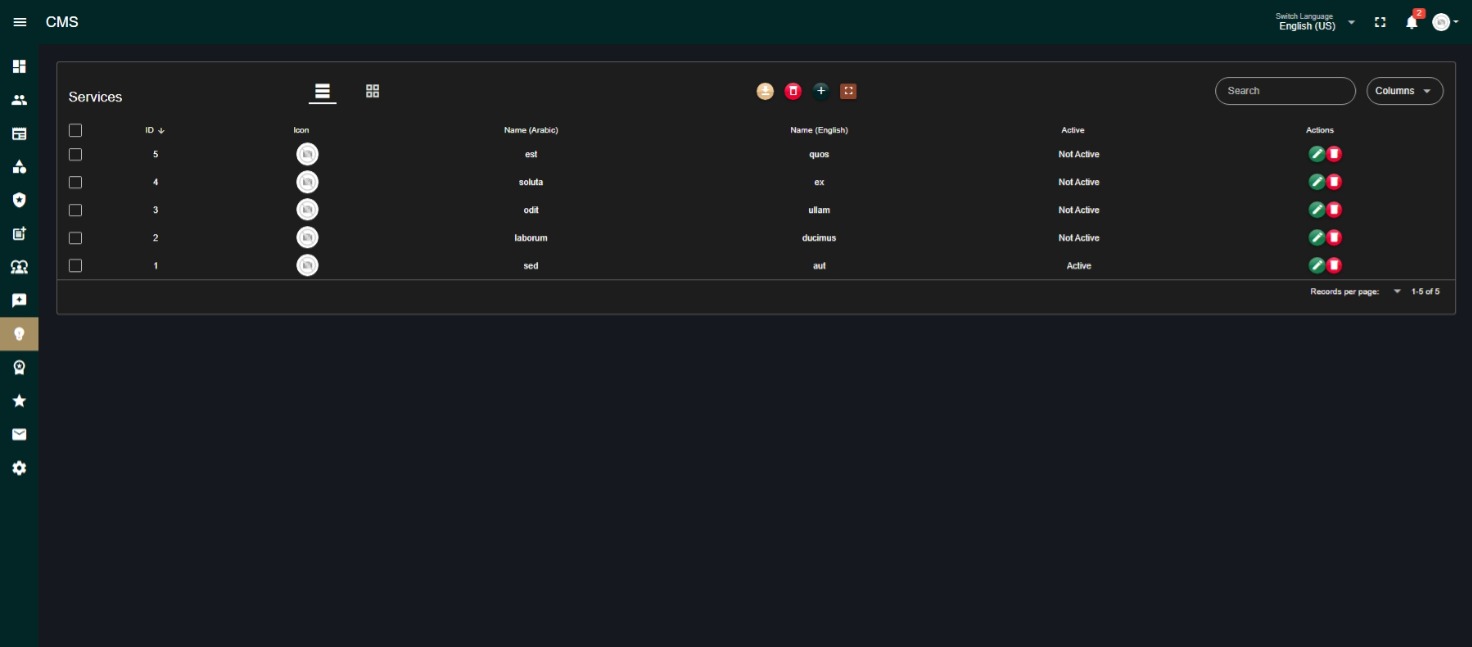 CMS
Switch Language
English (US)
2
Services
Search
Columns
ID Icon Name (Arabic) Name (English) Active Actions
5 est quos Not Active
4 soluta ex Not Active
3 odit ullam Not Active
2 laborum ducimus Not Active
1 sed aut Active
Records per page: 1-5 of 5